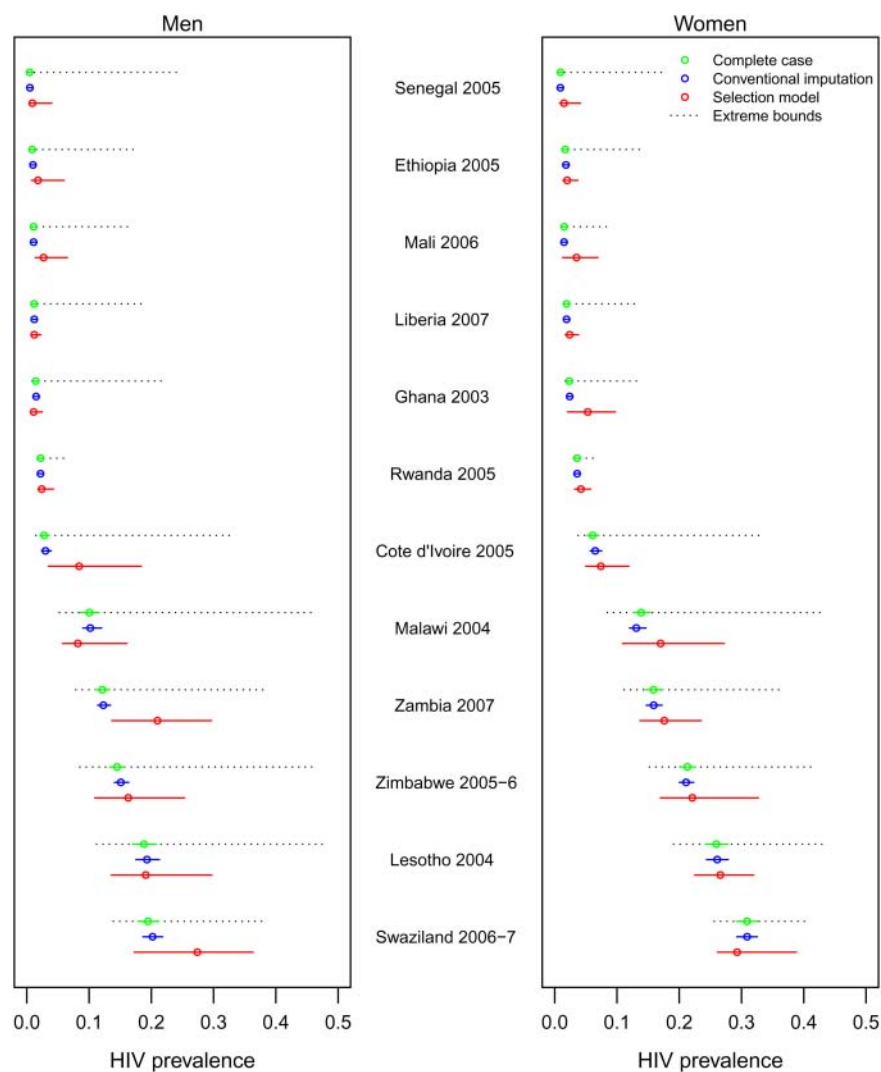 Men
Women
Complete case
Conventional imputation
Selection model
Extreme bounds
Senegal 2005
Ethiopia 2005
Mali 2006
Liberia 2007
Ghana 2003
Rwanda 2005
Cote d'Ivoire 2005
Malawi 2004
Zambia 2007
Zimbabwe 2005−6
Lesotho 2004
Swaziland 2006−7
0.0 0.1 0.2 0.3 0.4 0.5
0.0 0.1 0.2 0.3 0.4 0.5
HIV prevalence
HIV prevalence